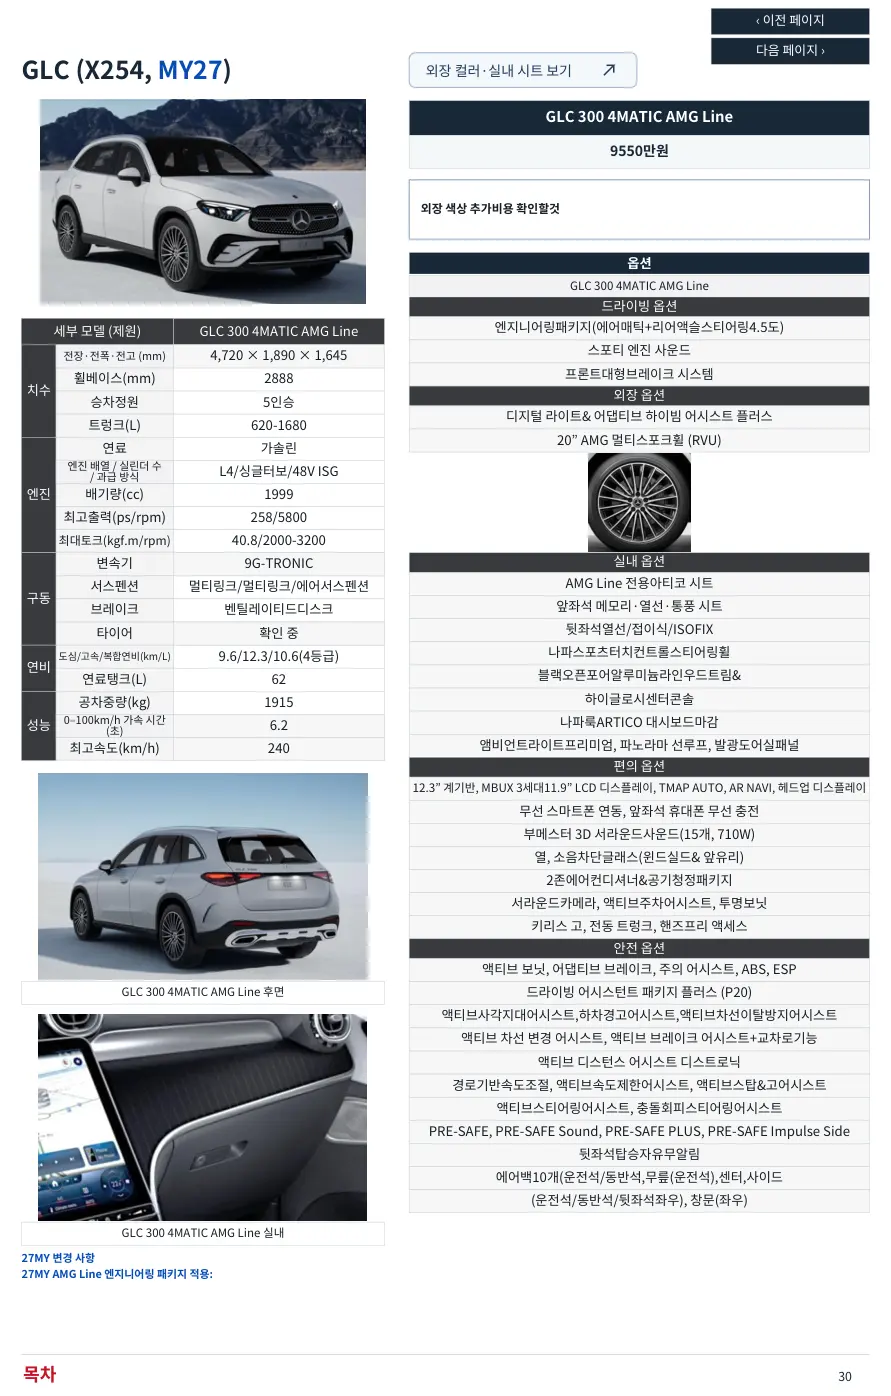 ‹ 이전 페이지
다음 페이지 ›
GLC (X254, MY27)
외장 컬러·실내 시트 보기
GLC 300 4MATIC AMG Line
9550만원
외장 색상 추가비용 확인할것
세부 모델 (제원) GLC 300 4MATIC AMG Line
치수
전장·전폭·전고 (mm) 4,720 × 1,890 × 1,645
휠베이스(mm) 2888
승차정원 5인승
트렁크(L) 620-1680
엔진
연료 가솔린
엔진 배열 / 실린더 수
/ 과급 방식 L4/싱글터보/48V ISG
배기량(cc) 1999
최고출력(ps/rpm) 258/5800
최대토크(kgf.m/rpm) 40.8/2000-3200
구동
변속기 9G-TRONIC
서스펜션 멀티링크/멀티링크/에어서스펜션
브레이크 벤틸레이티드디스크
타이어 확인 중
연비
도심/고속/복합연비(km/L) 9.6/12.3/10.6(4등급)
연료탱크(L) 62
성능
공차중량(kg) 1915
0–100km/h 가속 시간
(초) 6.2
최고속도(km/h) 240
GLC 300 4MATIC AMG Line 후면
GLC 300 4MATIC AMG Line 실내
27MY 변경 사항
27MY AMG Line 엔지니어링 패키지 적용:
옵션
GLC 300 4MATIC AMG Line
드라이빙 옵션
엔지니어링패키지(에어매틱+리어액슬스티어링4.5도)
스포티 엔진 사운드
프론트대형브레이크 시스템
외장 옵션
디지털 라이트& 어댑티브 하이빔 어시스트 플러스
20” AMG 멀티스포크휠 (RVU)
실내 옵션
AMG Line 전용아티코 시트
앞좌석 메모리·열선·통풍 시트
뒷좌석열선/접이식/ISOFIX
나파스포츠터치컨트롤스티어링휠
블랙오픈포어알루미늄라인우드트림&
하이글로시센터콘솔
나파룩ARTICO 대시보드마감
앰비언트라이트프리미엄, 파노라마 선루프, 발광도어실패널
편의 옵션
12.3” 계기반, MBUX 3세대11.9” LCD 디스플레이, TMAP AUTO, AR NAVI, 헤드업 디스플레이
무선 스마트폰 연동, 앞좌석 휴대폰 무선 충전
부메스터 3D 서라운드사운드(15개, 710W)
열, 소음차단글래스(윈드실드& 앞유리)
2존에어컨디셔너&공기청정패키지
서라운드카메라, 액티브주차어시스트, 투명보닛
키리스 고, 전동 트렁크, 핸즈프리 액세스
안전 옵션
액티브 보닛, 어댑티브 브레이크, 주의 어시스트, ABS, ESP
드라이빙 어시스턴트 패키지 플러스 (P20)
액티브사각지대어시스트,하차경고어시스트,액티브차선이탈방지어시스트
액티브 차선 변경 어시스트, 액티브 브레이크 어시스트+교차로기능
액티브 디스턴스 어시스트 디스트로닉
경로기반속도조절, 액티브속도제한어시스트, 액티브스탑&고어시스트
액티브스티어링어시스트, 충돌회피스티어링어시스트
PRE-SAFE, PRE-SAFE Sound, PRE-SAFE PLUS, PRE-SAFE Impulse Side
뒷좌석탑승자유무알림
에어백10개(운전석/동반석,무릎(운전석),센터,사이드
(운전석/동반석/뒷좌석좌우), 창문(좌우)
목차
30